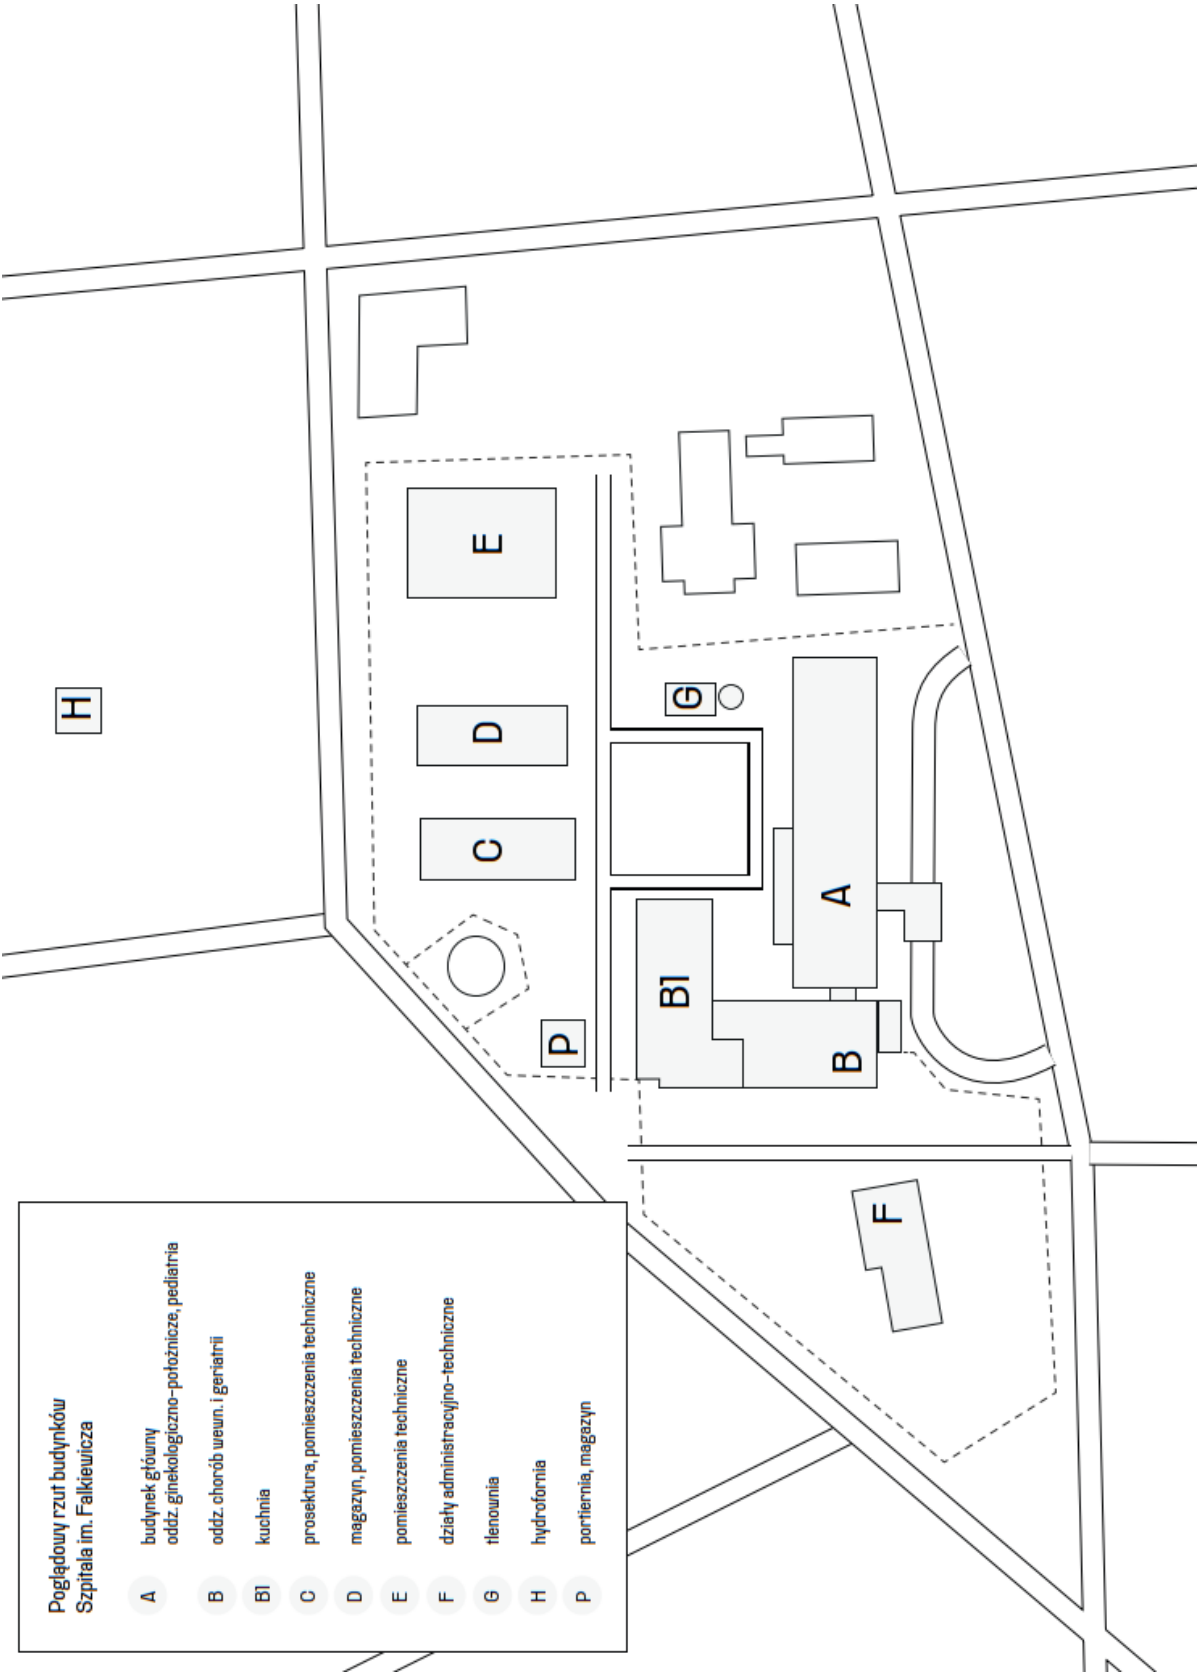 Poglądowy rzut budynków
Szpitala im. Falkiewicza
A budynek główny
oddz. ginekologiczno-położnicze, pediatria
B oddz. chorób wewn. i geriatrii
B1 kuchnia
C prosektura, pomieszczenia techniczne
D magazyn, pomieszczenia techniczne
E pomieszczenia techniczne
F działy administracyjno-techniczne
G tlenownia
H hydrofornia
P portiernia, magazyn
H
E
D
C
G
P
B1
A
B
F